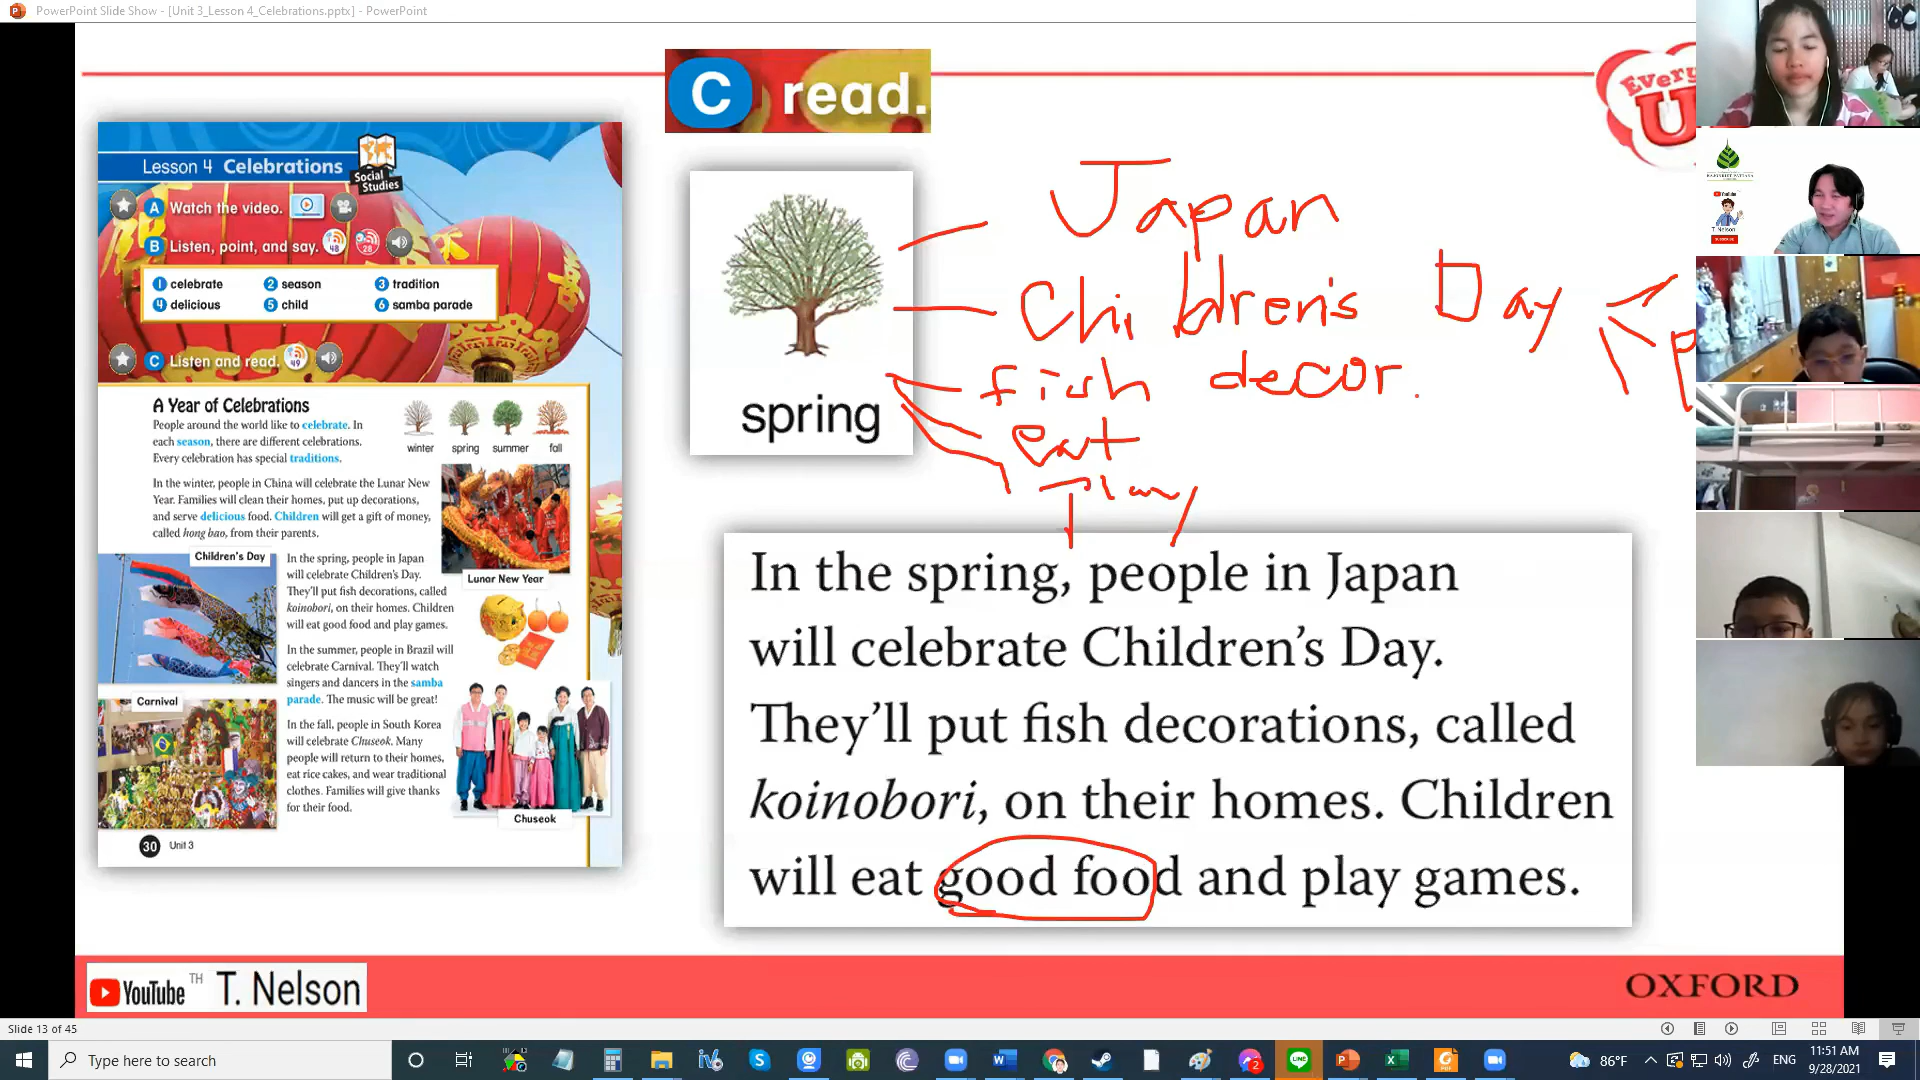 PowerPoint Slide Show - [Unit 3_Lesson 4_Celebrations.pptx] - PowerPoint
C read.
Every
U
Lesson 4 Celebrations
Social
Studies
A Watch the video.
B Listen, point, and say. 48 28
1 celebrate 2 season 3 tradition
4 delicious 5 child 6 samba parade
C Listen and read. 49
A Year of Celebrations
People around the world like to celebrate. In
each season, there are different celebrations.
Every celebration has special traditions.
winter spring summer fall
In the winter, people in China will celebrate the Lunar New
Year. Families will clean their homes, put up decorations,
and serve delicious food. Children will get a gift of money,
called hong bao, from their parents.
Lunar New Year
Children's Day
In the spring, people in Japan
will celebrate Children's Day.
They'll put fish decorations, called
koinobori, on their homes. Children
will eat good food and play games.
In the summer, people in Brazil will
celebrate Carnival. They'll watch
singers and dancers in the samba
parade. The music will be great!
Carnival
In the fall, people in South Korea
will celebrate Chuseok. Many
people will return to their homes,
eat rice cakes, and wear traditional
clothes. Families will give thanks
for their food.
Chuseok
30 Unit 3
spring
Japan
Children's Day
P
fish decor.
eat
Play
In the spring, people in Japan
will celebrate Children's Day.
They'll put fish decorations, called
koinobori, on their homes. Children
will eat good food and play games.
YouTube TH T. Nelson
OXFORD
YouTube
T. Nelson
SUBSCRIBE
Slide 13 of 45
Type here to search
2
86°F ENG 11:51 AM
9/28/2021